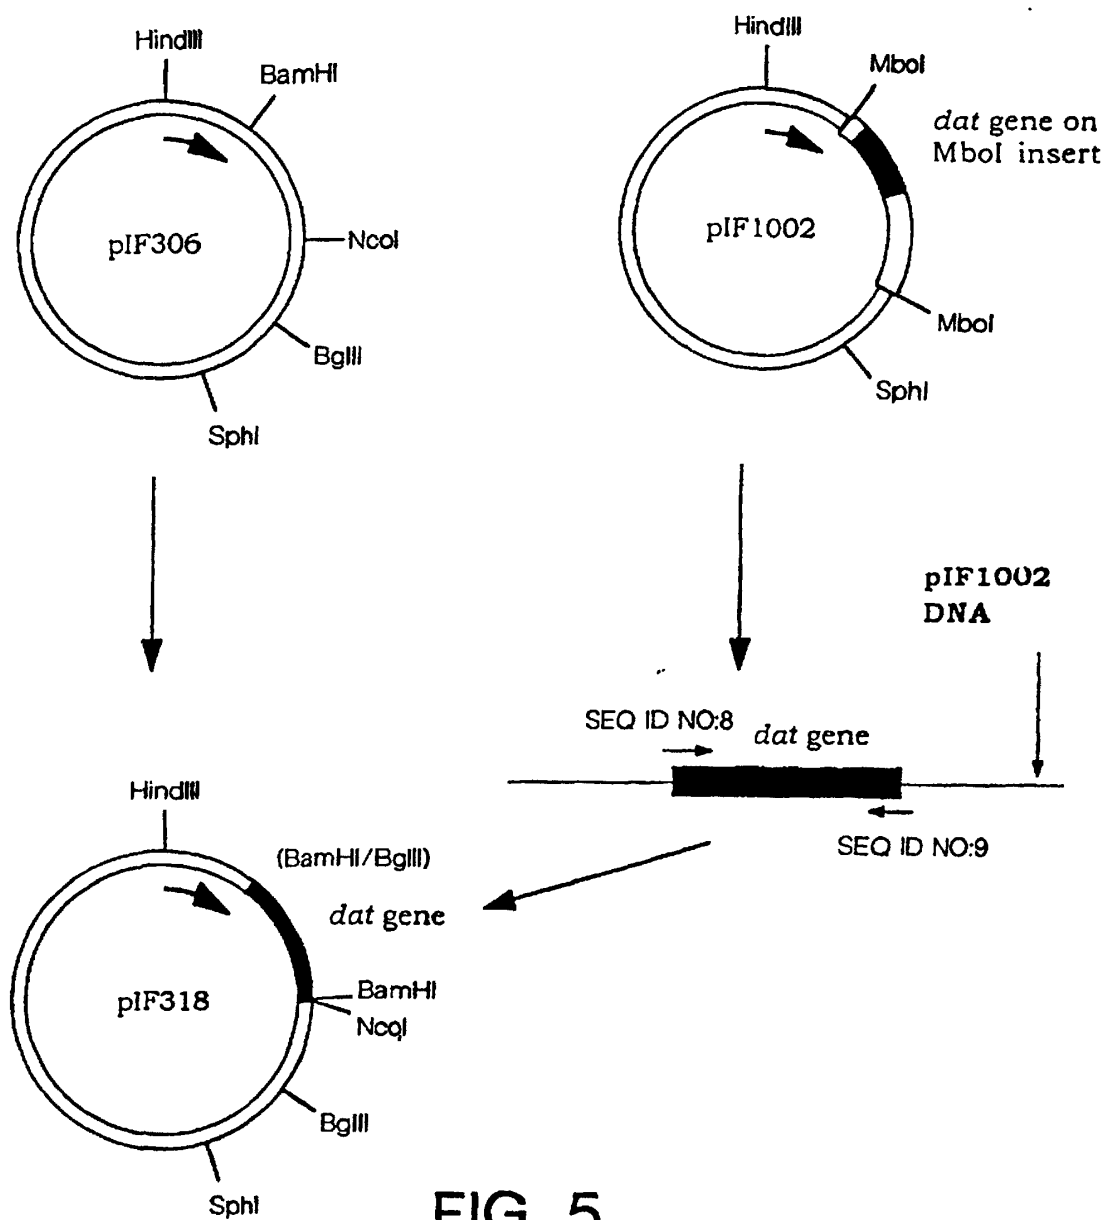 HindIII
BamHI
pIF306
NcoI
BglII
SphI
HindIII
MboI
dat gene on
MboI insert
pIF1002
MboI
SphI
pIF1002
DNA
SEQ ID NO:8
dat gene
SEQ ID NO:9
HindIII
(BamHI/BglII)
dat gene
pIF318
BamHI
NcoI
BglII
SphI
FIG. 5